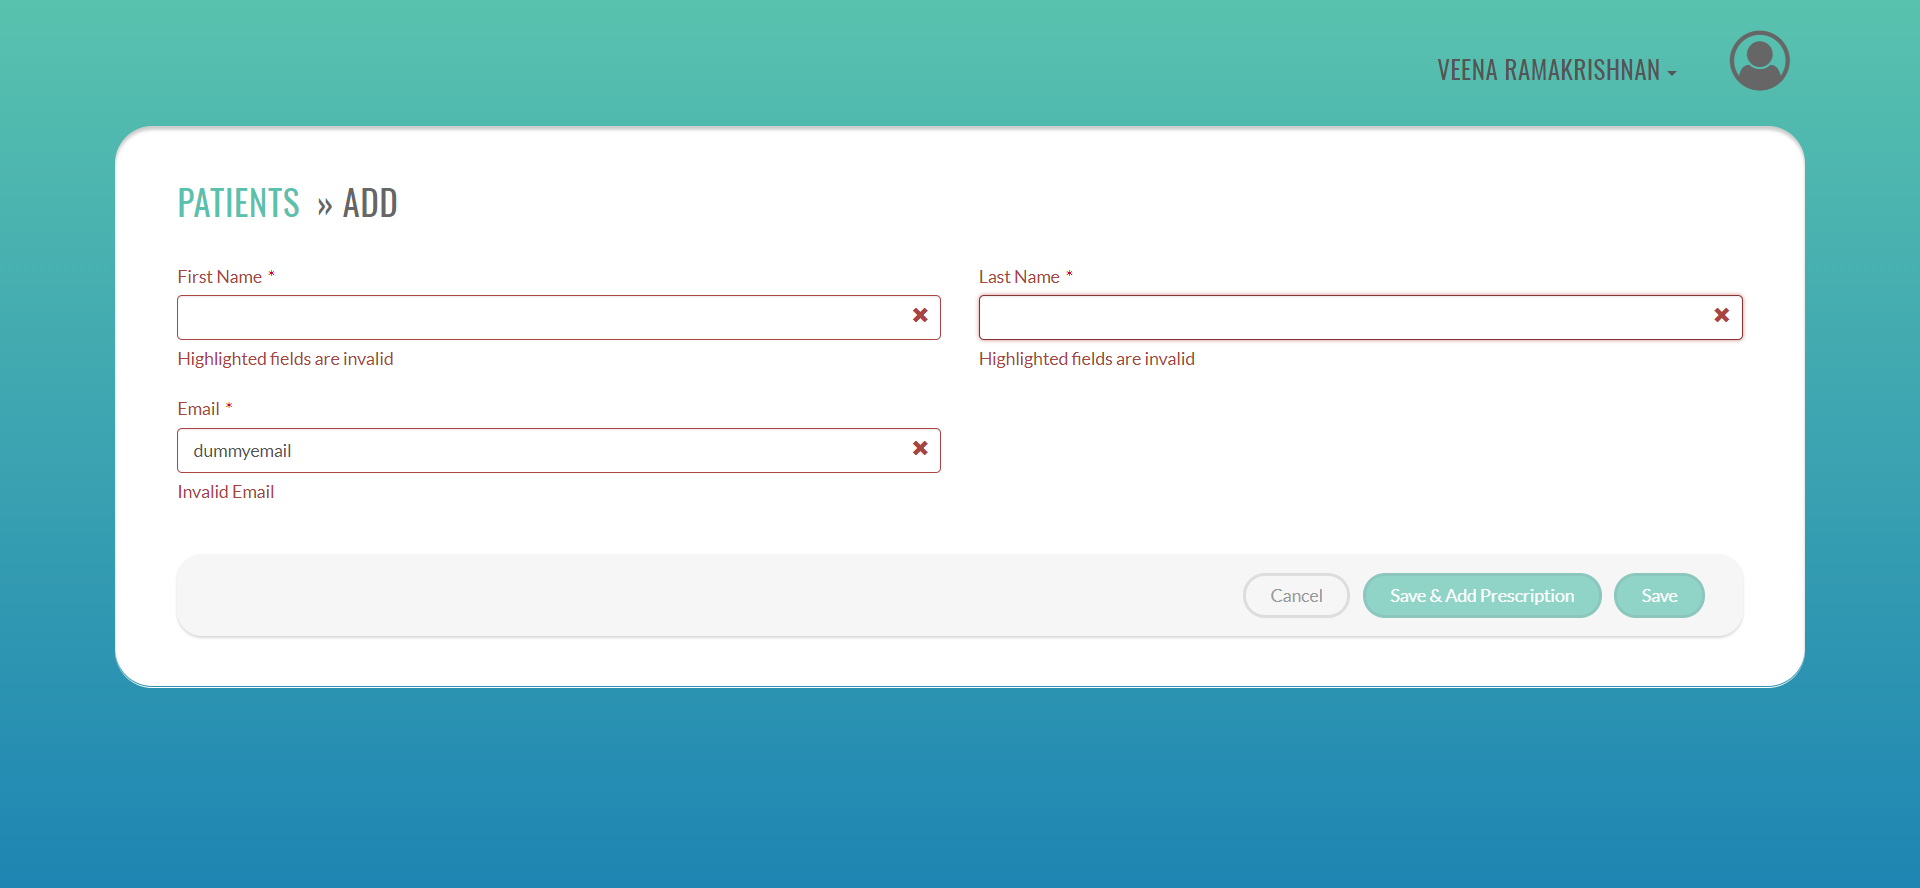 VEENA RAMAKRISHNAN
PATIENTS » ADD
First Name *
Last Name *
Highlighted fields are invalid
Highlighted fields are invalid
Email *
dummyemail
Invalid Email
Cancel
Save & Add Prescription
Save